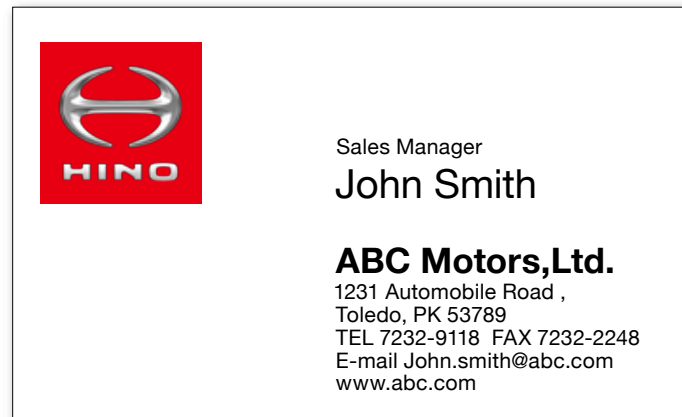 HINO
Sales Manager
John Smith
ABC Motors,Ltd.
1231 Automobile Road ,
Toledo, PK 53789
TEL 7232-9118  FAX 7232-2248
E-mail John.smith@abc.com
www.abc.com